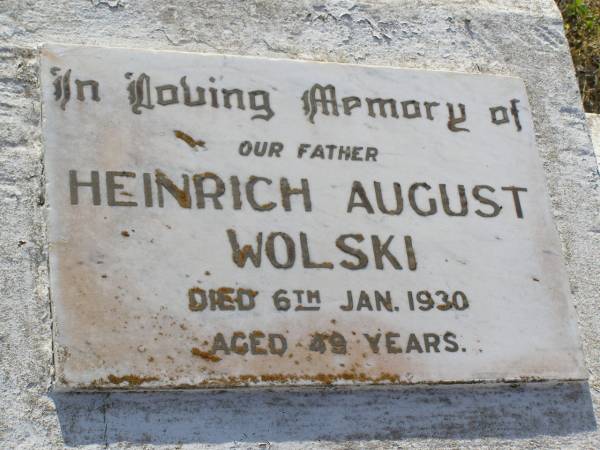 In Loving Memory of
OUR FATHER
HEINRICH AUGUST
WOLSKI
DIED 6TH JAN. 1930
AGED 49 YEARS.